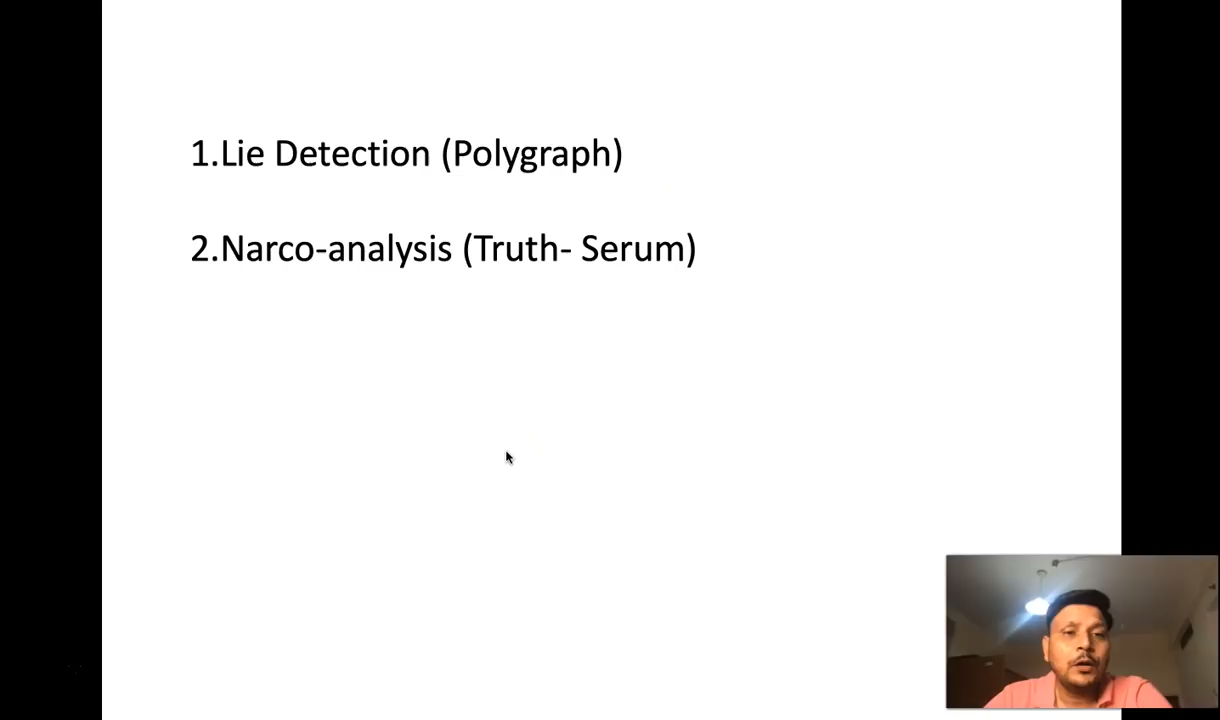 1.Lie Detection (Polygraph)
2.Narco-analysis (Truth- Serum)